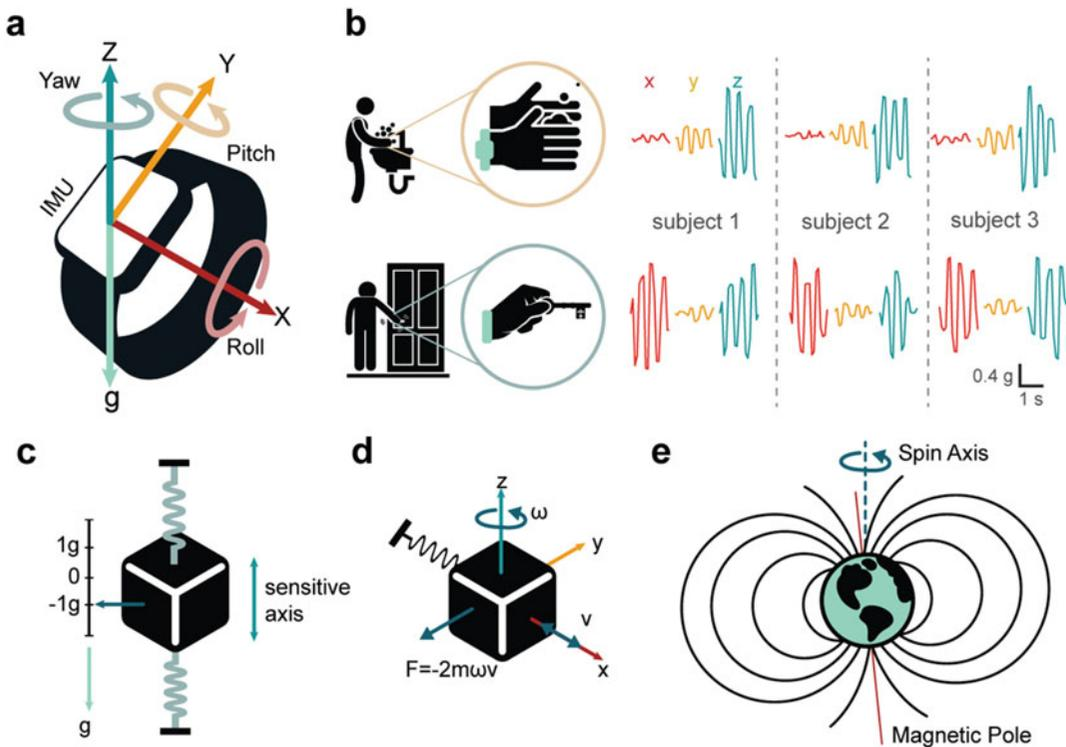 a
Z
Yaw
Y
Pitch
IMU
X
Roll
g
b
x y z
subject 1
subject 2
subject 3
0.4 g
1 s
c
1g
0
-1g
g
sensitive
axis
d
z
ω
y
v
F=-2mωv
x
e
Spin Axis
Magnetic Pole